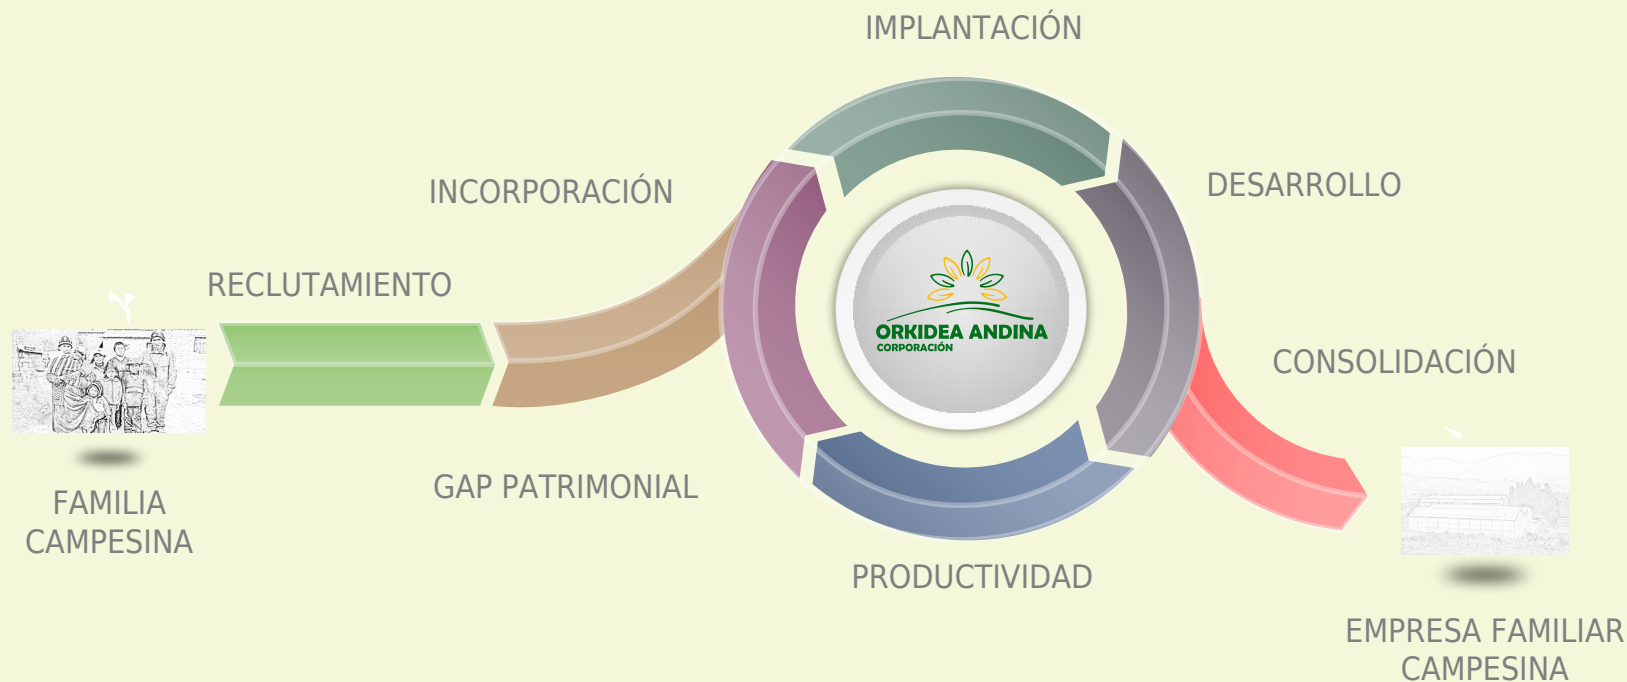 IMPLANTACIÓN
INCORPORACIÓN
DESARROLLO
RECLUTAMIENTO
ORKIDEA ANDINA
CORPORACIÓN
CONSOLIDACIÓN
GAP PATRIMONIAL
FAMILIA
CAMPESINA
PRODUCTIVIDAD
EMPRESA FAMILIAR
CAMPESINA